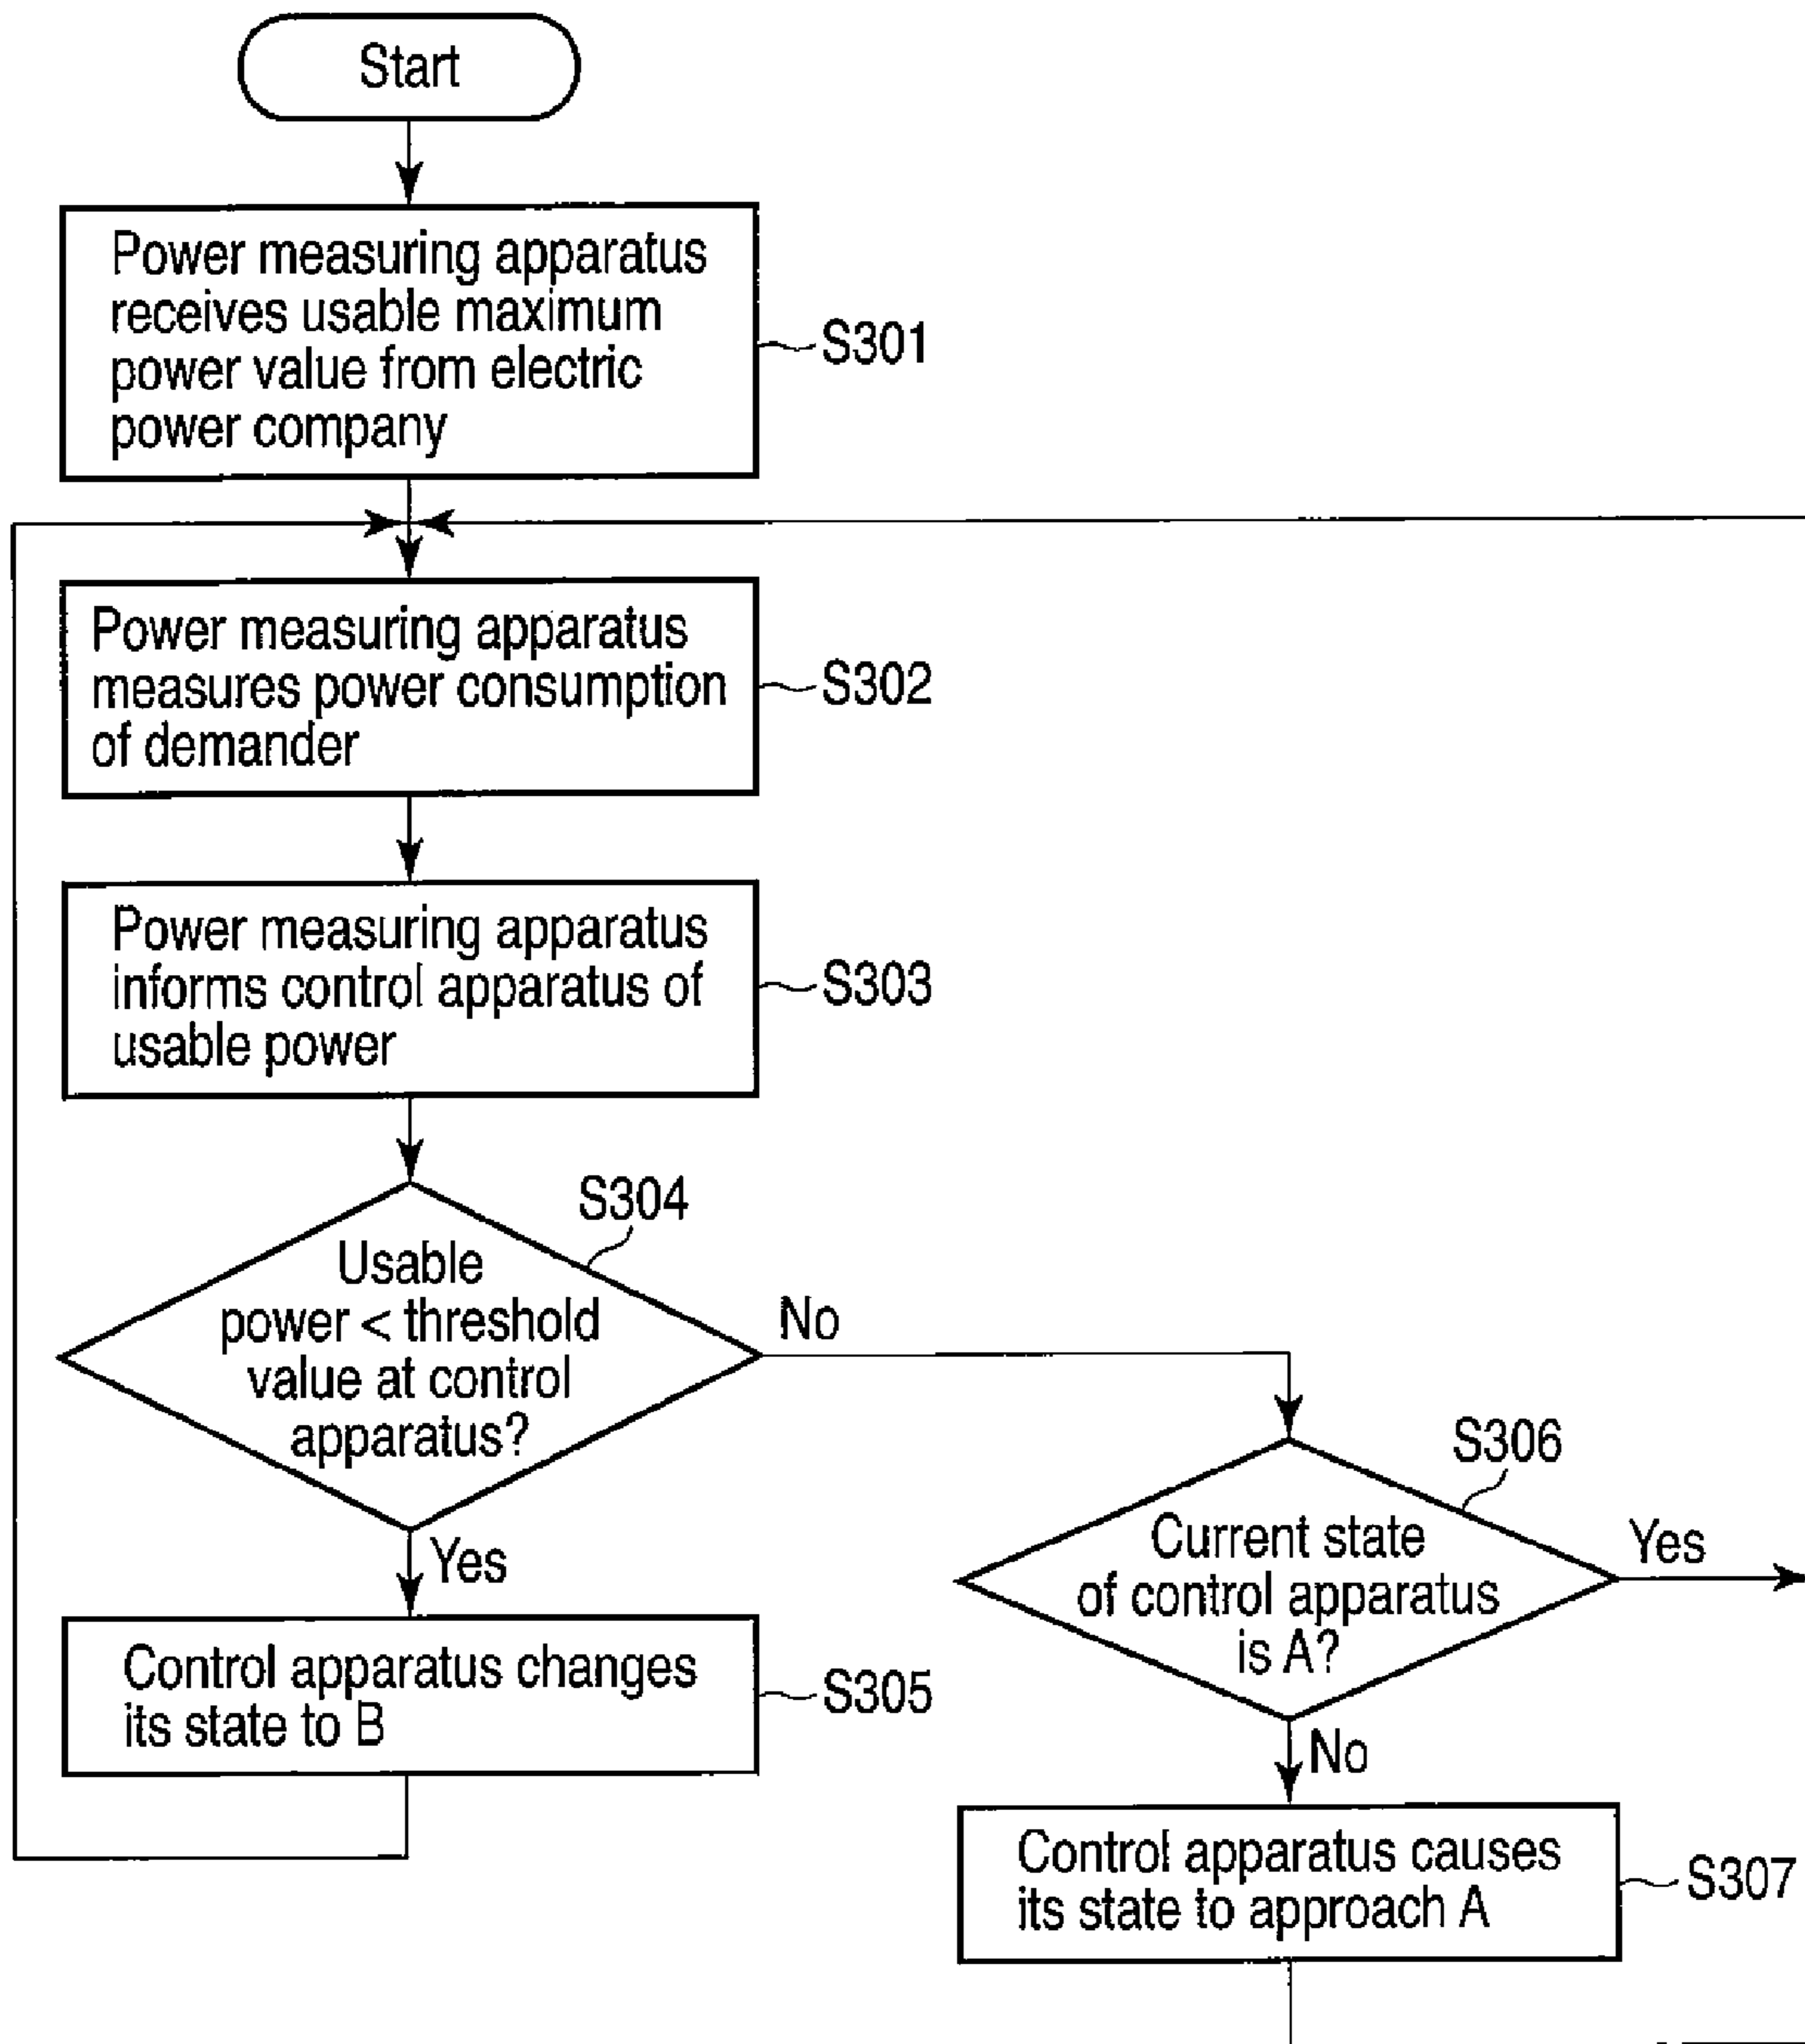 Start
Power measuring apparatus
receives usable maximum
power value from electric
power company
S301
Power measuring apparatus
measures power consumption
of demander
S302
Power measuring apparatus
informs control apparatus of
usable power
S303
S304
Usable
power < threshold
value at control
apparatus?
No
Yes
Control apparatus changes
its state to B
S305
S306
Current state
of control apparatus
is A?
Yes
No
Control apparatus causes
its state to approach A
S307